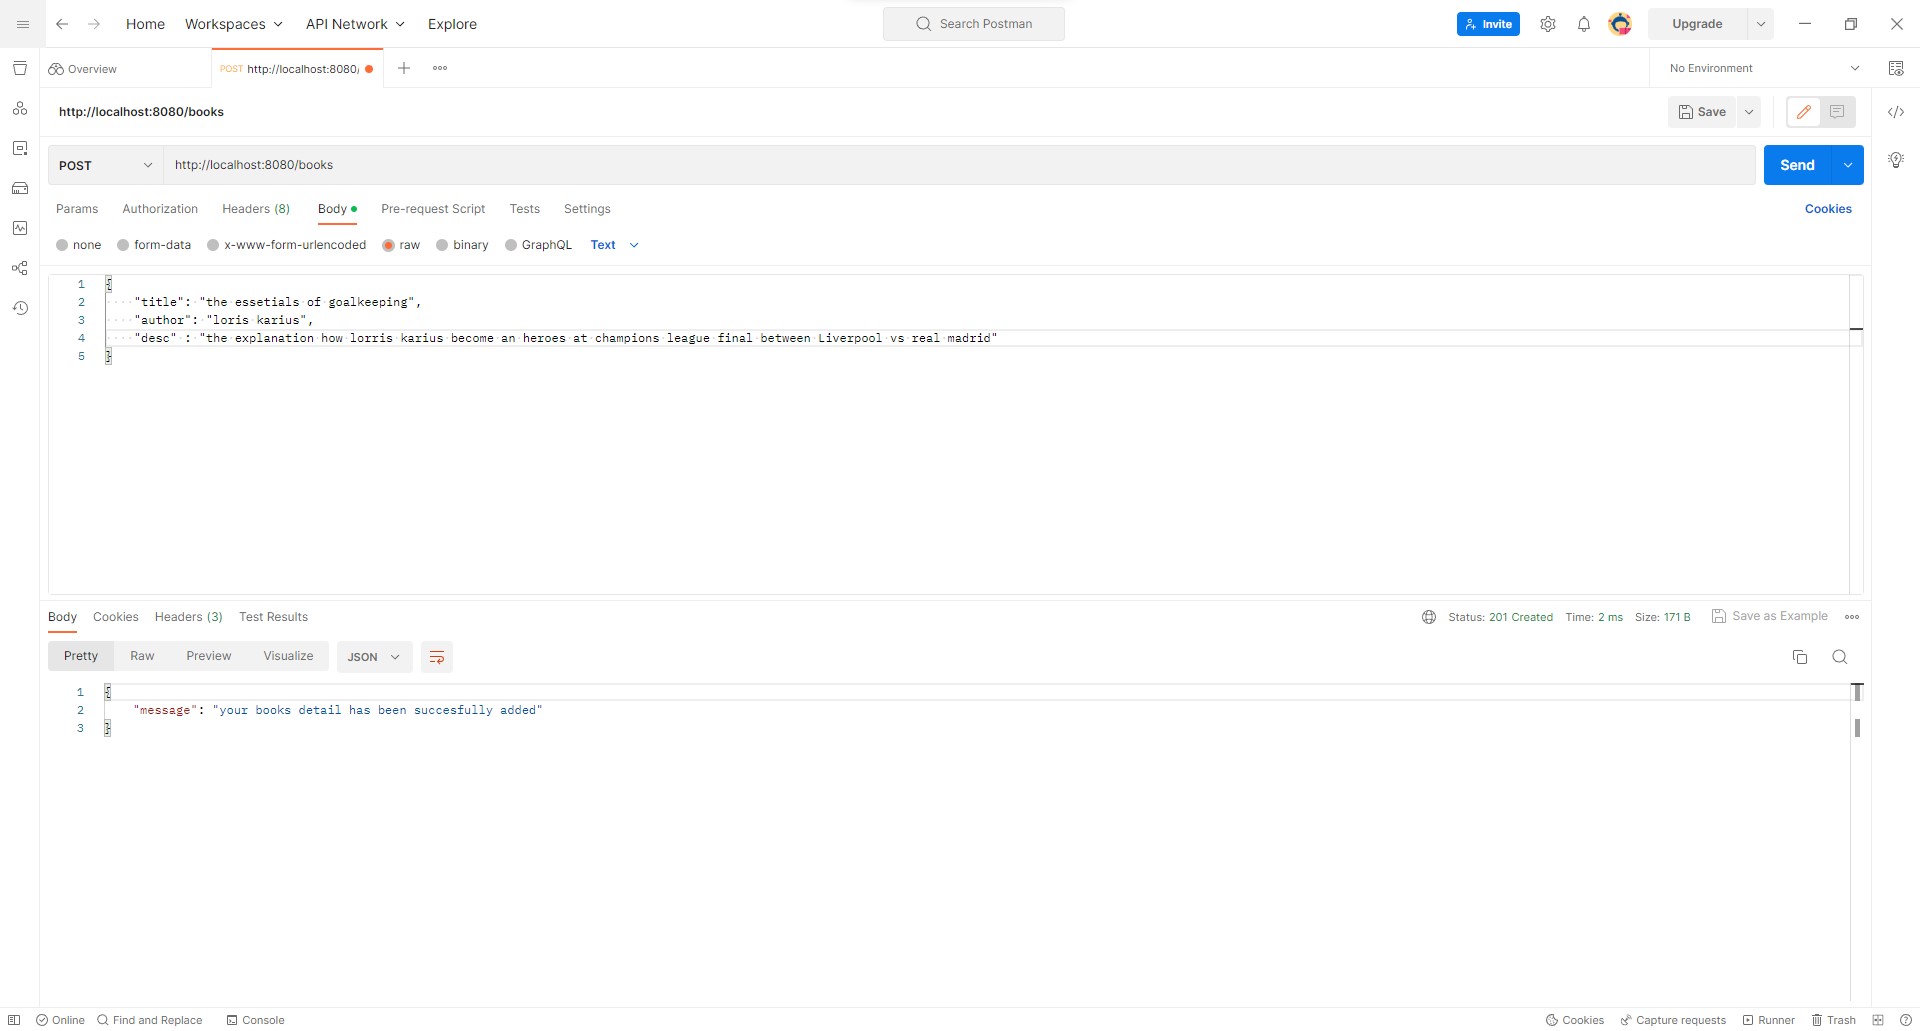 Home Workspaces API Network Explore Search Postman Invite Upgrade
Overview POST http://localhost:8080/ No Environment
http://localhost:8080/books Save
POST http://localhost:8080/books Send
Params Authorization Headers (8) Body Pre-request Script Tests Settings Cookies
none form-data x-www-form-urlencoded raw binary GraphQL Text
1 {
2 "title": "the essetials of goalkeeping",
3 "author": "loris karius",
4 "desc" : "the explanation how lorris karius become an heroes at champions league final between Liverpool vs real madrid"
5 }
Body Cookies Headers (3) Test Results Status: 201 Created Time: 2 ms Size: 171 B Save as Example
Pretty Raw Preview Visualize JSON
1 {
2 "message": "your books detail has been succesfully added"
3 }
Online Find and Replace Console Cookies Capture requests Runner Trash